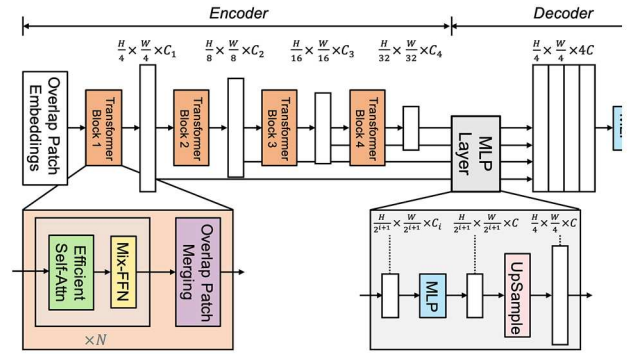 Encoder
Decoder
H/4 × W/4 × C₁
H/8 × W/8 × C₂
H/16 × W/16 × C₃
H/32 × W/32 × C₄
H/4 × W/4 × 4C
Overlap Patch
Embeddings
Transformer
Block 1
Transformer
Block 2
Transformer
Block 3
Transformer
Block 4
MLP
Layer
Efficient
Self-Attn
Mix-FFN
Overlap Patch
Merging
×N
H/2^{i+1} × W/2^{i+1} × C_i
H/2^{i+1} × W/2^{i+1} × C
H/4 × W/4 × C
MLP
UpSample